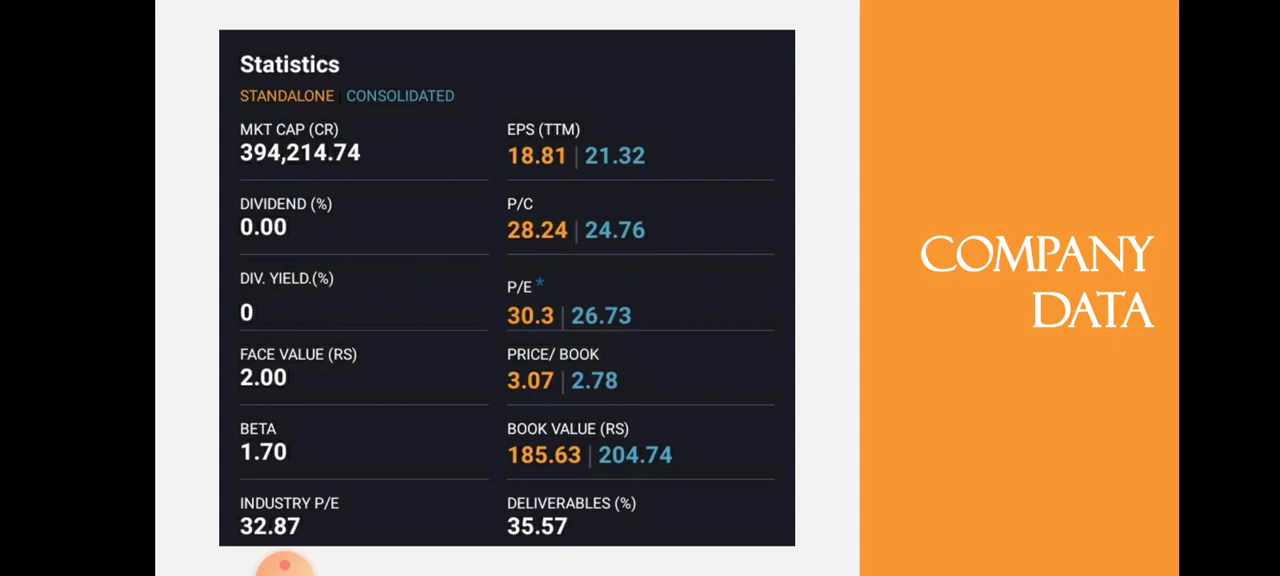 Statistics
STANDALONE | CONSOLIDATED
MKT CAP (CR)
394,214.74
EPS (TTM)
18.81 | 21.32
DIVIDEND (%)
0.00
P/C
28.24 | 24.76
DIV. YIELD.(%)
0
P/E *
30.3 | 26.73
FACE VALUE (RS)
2.00
PRICE/ BOOK
3.07 | 2.78
BETA
1.70
BOOK VALUE (RS)
185.63 | 204.74
INDUSTRY P/E
32.87
DELIVERABLES (%)
35.57
COMPANY
DATA